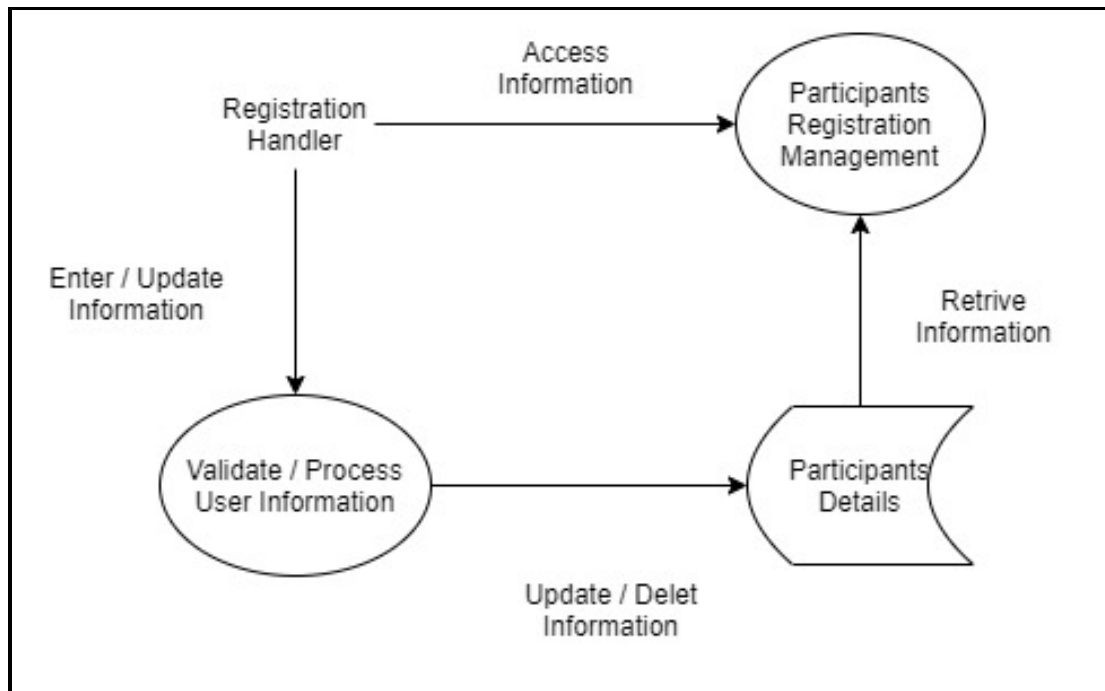 Access
Information
Participans
Registration
Management
Registration
Handler
Enter / Update
Information
Retrive
Information
Validate / Process
User Information
Participants
Details
Update / Delet
Information